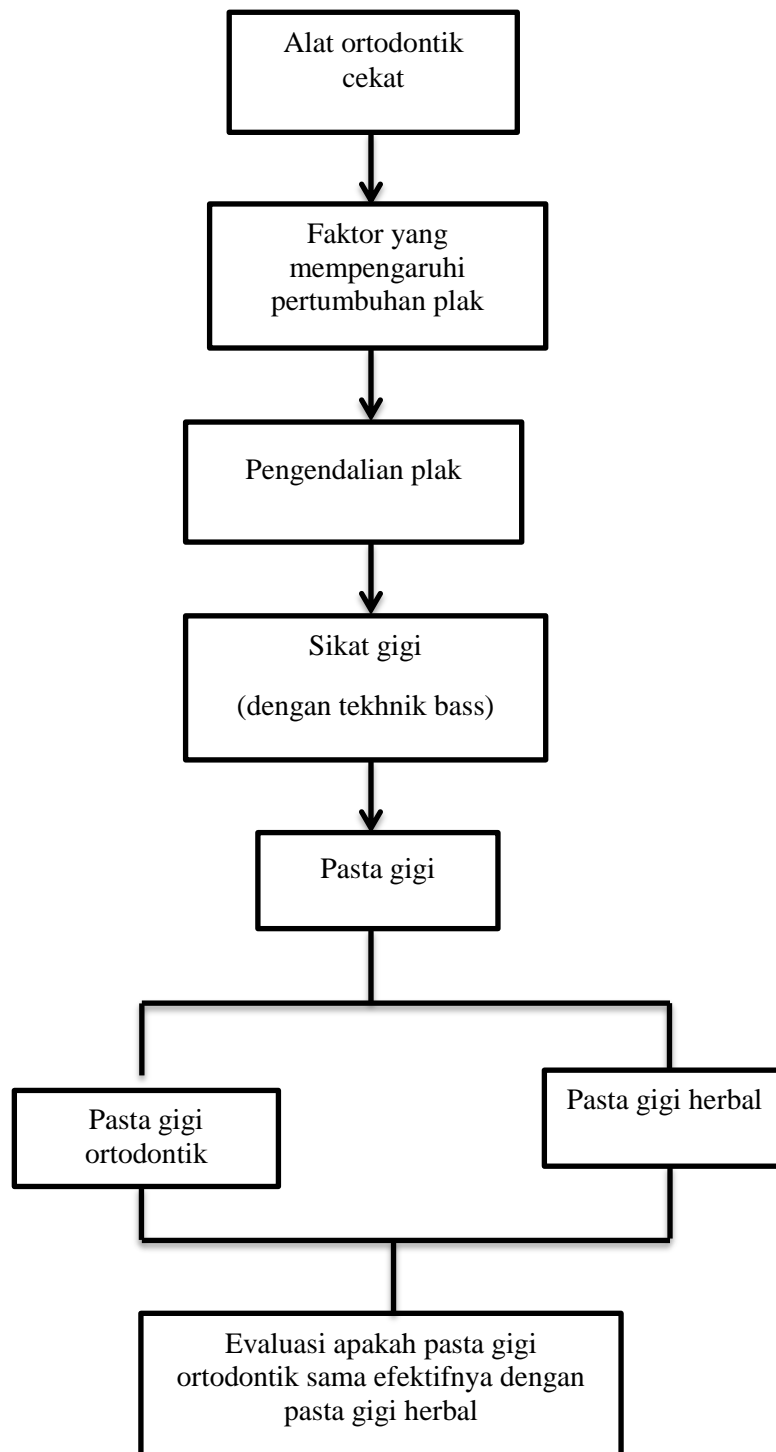 Alat ortodontik
cekat
Faktor yang
mempengaruhi
pertumbuhan plak
Pengendalian plak
Sikat gigi
(dengan tekhnik bass)
Pasta gigi
Pasta gigi
ortodontik
Pasta gigi herbal
Evaluasi apakah pasta gigi
ortodontik sama efektifnya dengan
pasta gigi herbal